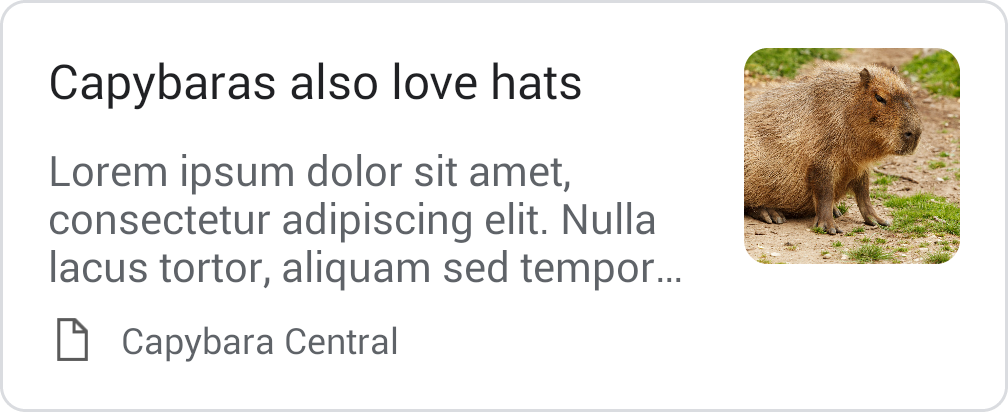 Capybaras also love hats
Lorem ipsum dolor sit amet,
consectetur adipiscing elit. Nulla
lacus tortor, aliquam sed tempor...
Capybara Central